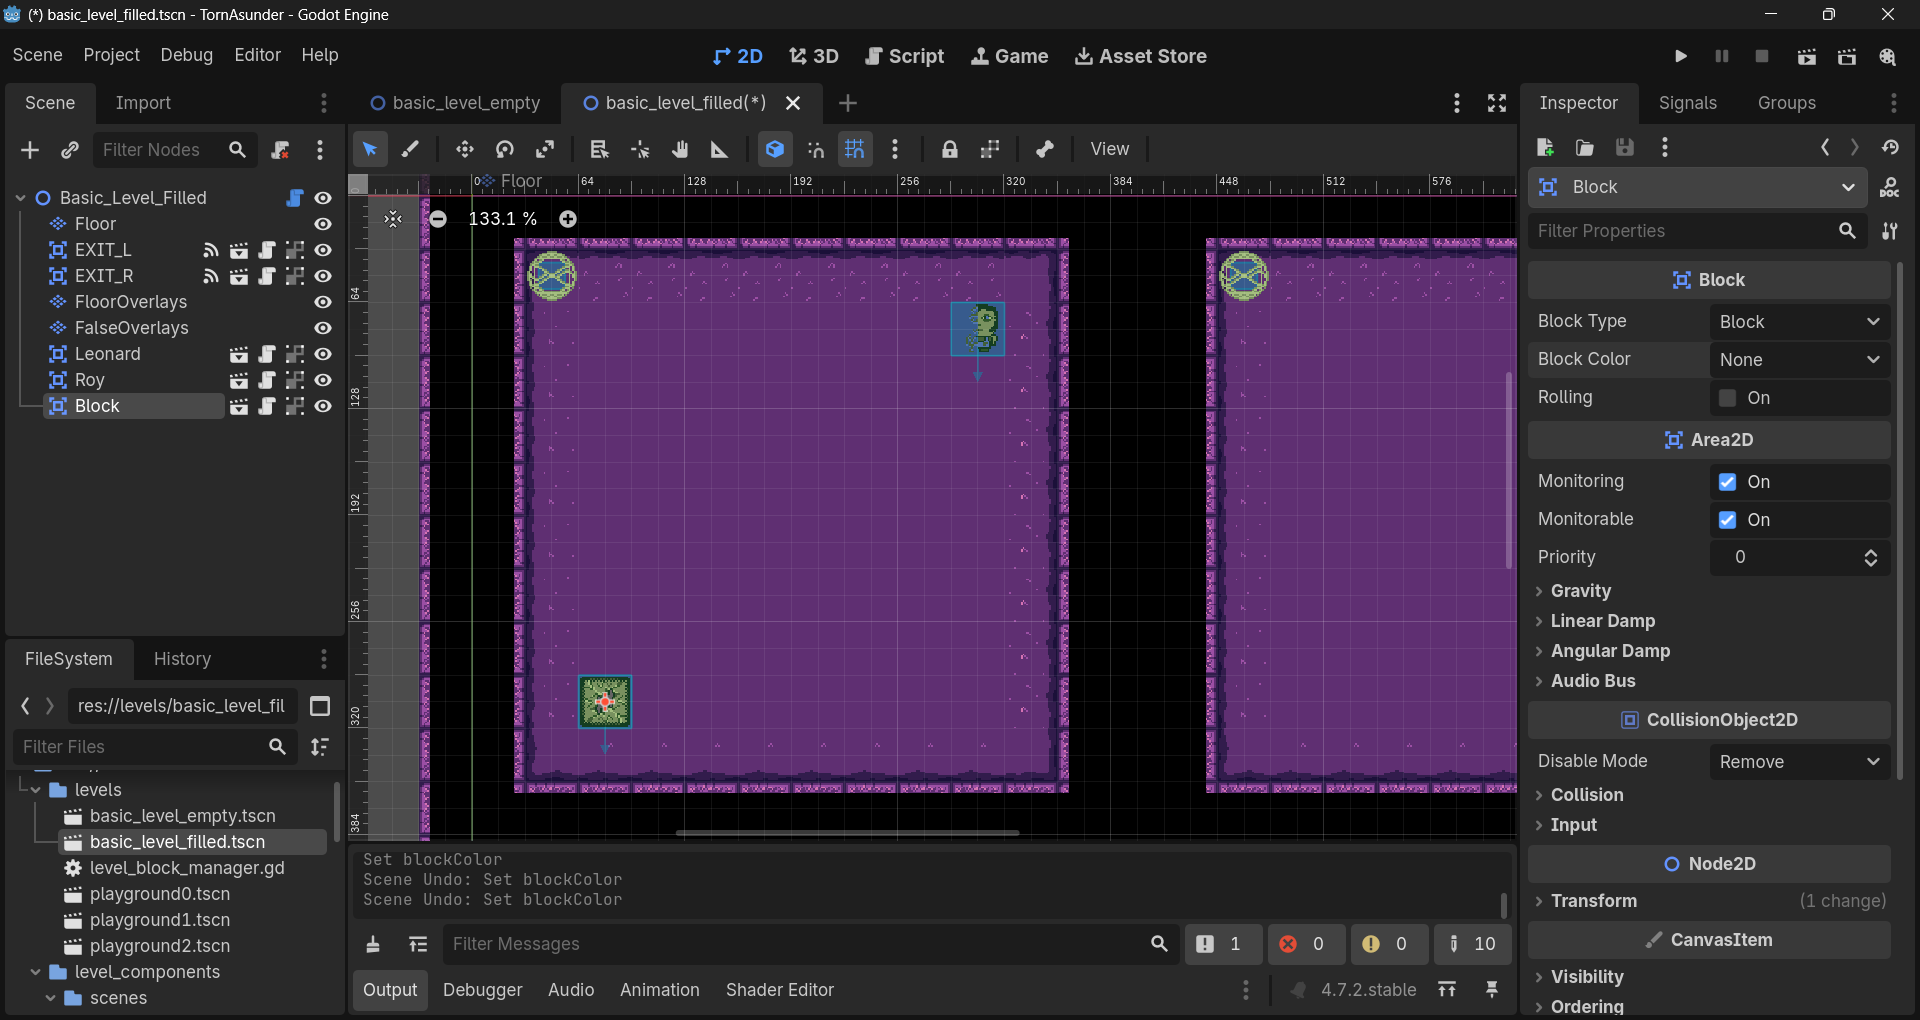 (*) basic_level_filled.tscn - TornAsunder - Godot Engine
Scene Project Debug Editor Help
2D 3D Script Game Asset Store
Scene Import
basic_level_empty basic_level_filled(*)
Inspector Signals Groups
Filter Nodes
View
Basic_Level_Filled
Floor
EXIT_L
EXIT_R
FloorOverlays
FalseOverlays
Leonard
Roy
Block
0 Floor 64 128 192 256 320 384 448 512 576
133.1 %
64
128
192
256
320
384
Block
Filter Properties
Block
Block Type Block
Block Color None
Rolling On
Area2D
Monitoring On
Monitorable On
Priority 0
Gravity
Linear Damp
Angular Damp
Audio Bus
CollisionObject2D
Disable Mode Remove
Collision
Input
Node2D
Transform (1 change)
CanvasItem
Visibility
Ordering
FileSystem History
res://levels/basic_level_fil
Filter Files
levels
basic_level_empty.tscn
basic_level_filled.tscn
level_block_manager.gd
playground0.tscn
playground1.tscn
playground2.tscn
level_components
scenes
Set blockColor
Scene Undo: Set blockColor
Scene Undo: Set blockColor
Filter Messages 1 0 0 10
Output Debugger Audio Animation Shader Editor 4.7.2.stable